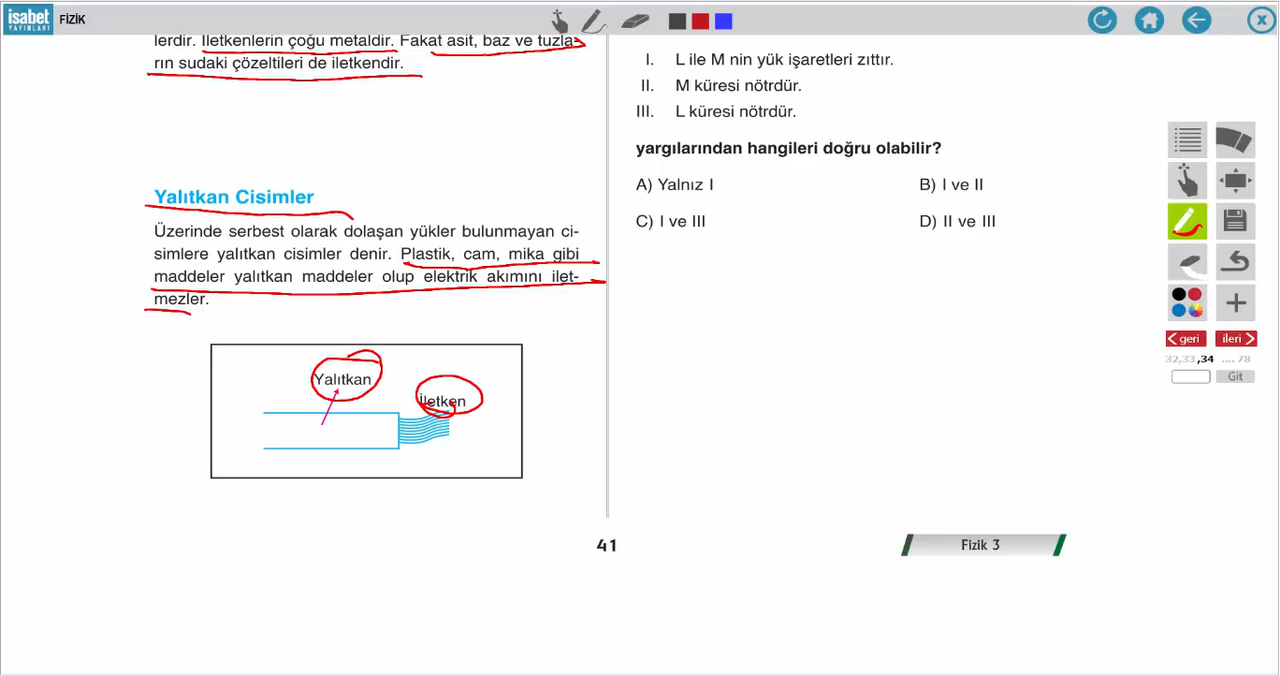 isabet
YAYINLARI
FİZİK
lerdir. İletkenlerin çoğu metaldir. Fakat asit, baz ve tuzla-
rın sudaki çözeltileri de iletkendir.
Yalıtkan Cisimler
Üzerinde serbest olarak dolaşan yükler bulunmayan ci-
simlere yalıtkan cisimler denir. Plastik, cam, mika gibi
maddeler yalıtkan maddeler olup elektrik akımını ilet-
mezler.
Yalıtkan
İletken
I. L ile M nin yük işaretleri zıttır.
II. M küresi nötrdür.
III. L küresi nötrdür.
yargılarından hangileri doğru olabilir?
A) Yalnız I B) I ve II
C) I ve III D) II ve III
geri ileri
32,33,34 .... 78
Git
41
Fizik 3